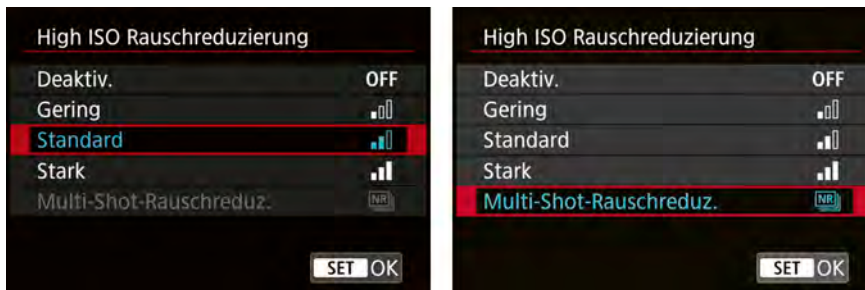 High ISO Rauschreduzierung
Deaktiv. OFF
Gering
Standard
Stark
Multi-Shot-Rauschreduz. NR
SET OK
High ISO Rauschreduzierung
Deaktiv. OFF
Gering
Standard
Stark
Multi-Shot-Rauschreduz. NR
SET OK